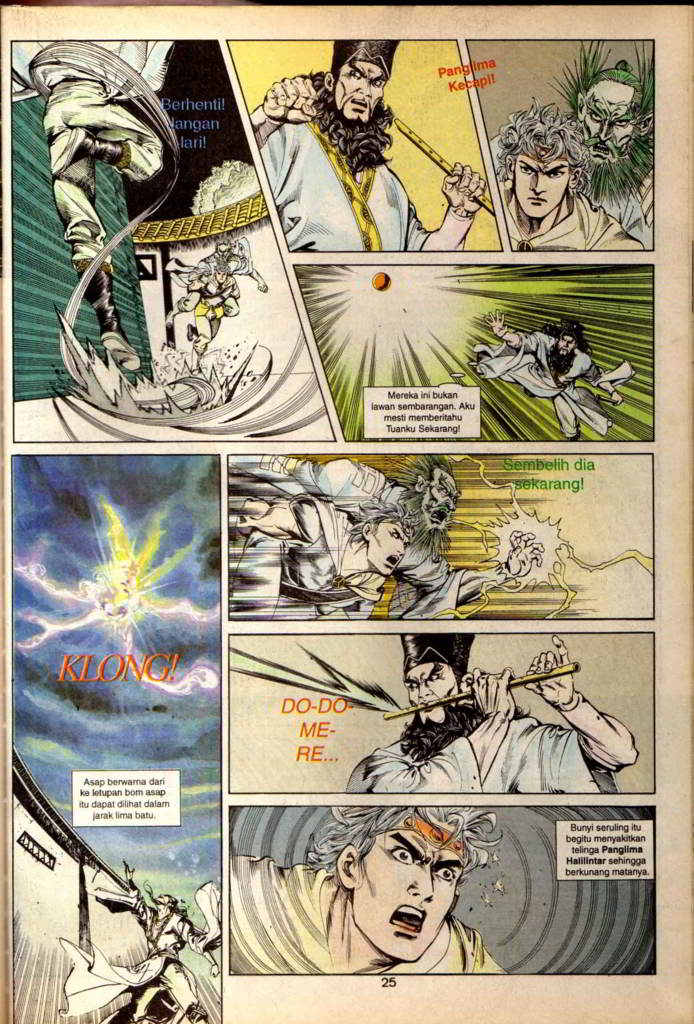 Berhenti!
Jangan
lari!
Panglima
Kecapi!
Mereka ini bukan
lawan sembarangan. Aku
mesti memberitahu
Tuanku Sekarang!
KLONG!
Asap berwarna dari
ke letupan bom asap
itu dapat dilihat dalam
jarak lima batu.
Sembelih dia
sekarang!
DO-DO-
ME-
RE...
Bunyi seruling itu
begitu menyakitkan
telinga Panglima
Halilintar sehingga
berkunang matanya.
25